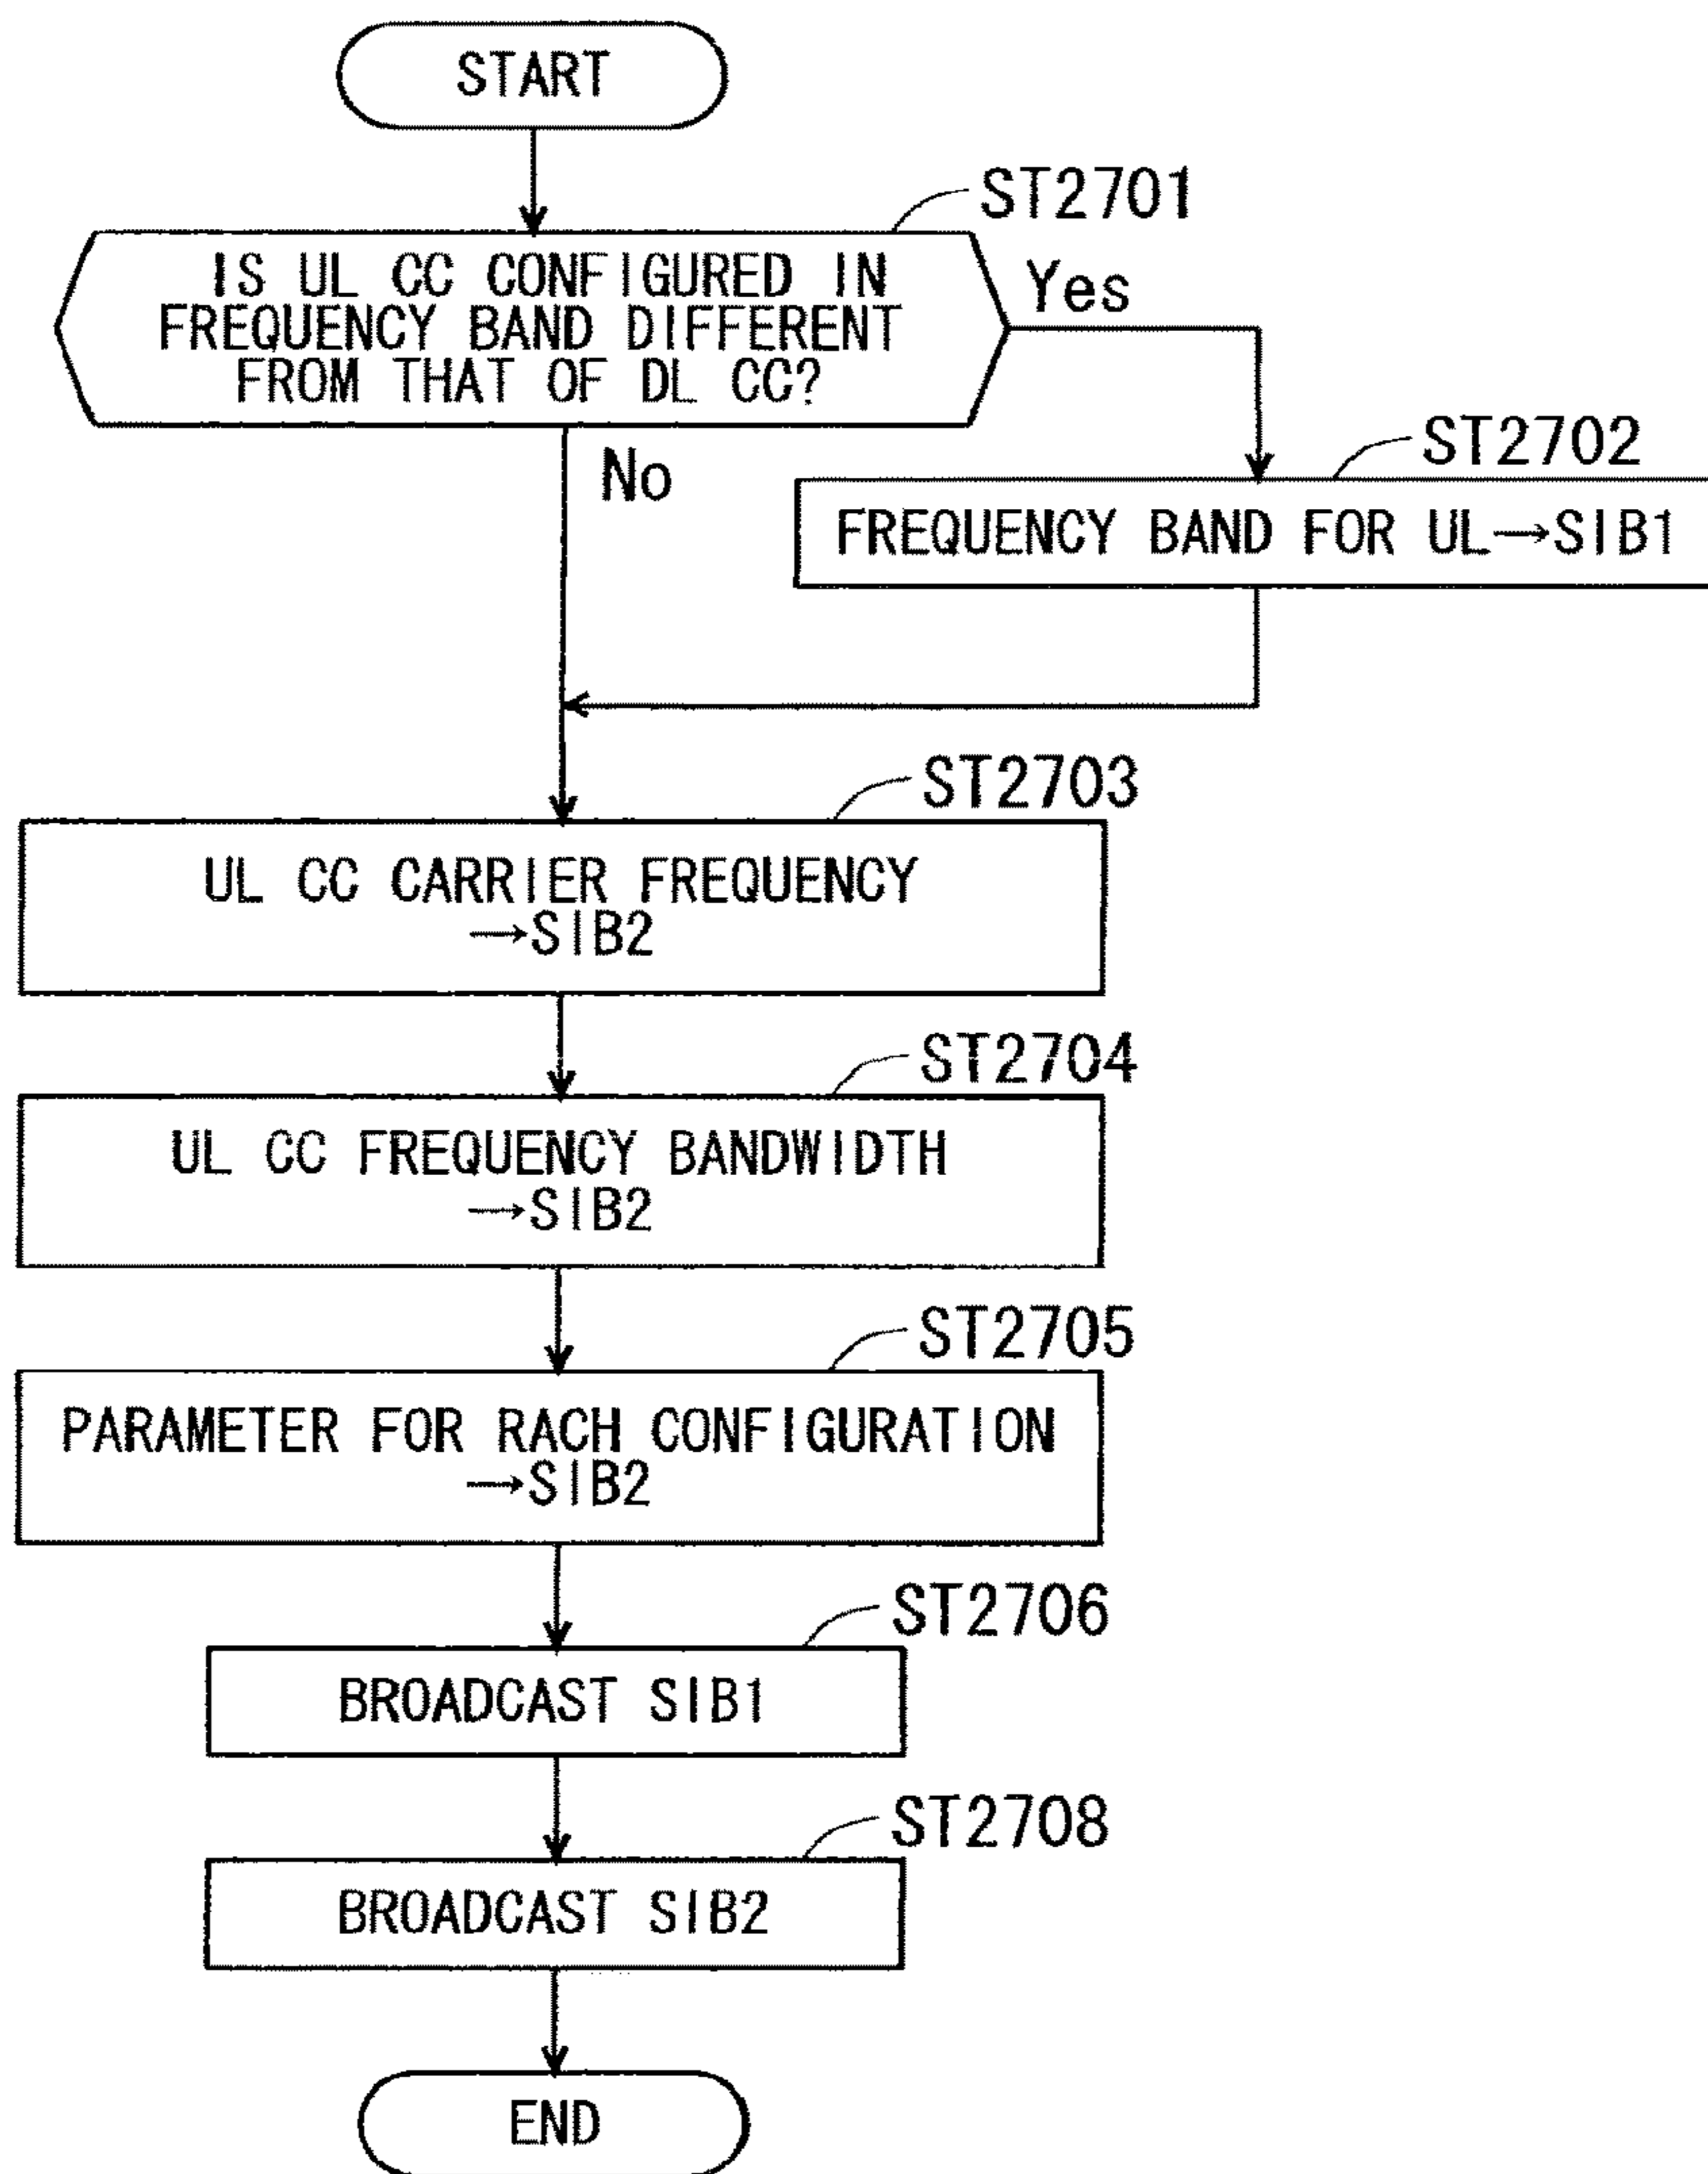 START
ST2701
IS UL CC CONFIGURED IN
FREQUENCY BAND DIFFERENT
FROM THAT OF DL CC?
Yes
No
ST2702
FREQUENCY BAND FOR UL→SIB1
ST2703
UL CC CARRIER FREQUENCY
→SIB2
ST2704
UL CC FREQUENCY BANDWIDTH
→SIB2
ST2705
PARAMETER FOR RACH CONFIGURATION
→SIB2
ST2706
BROADCAST SIB1
ST2708
BROADCAST SIB2
END